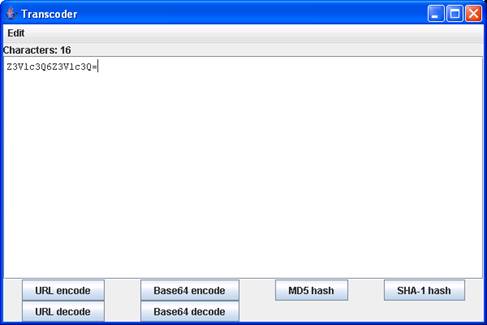 Transcoder
Edit
Characters: 16
Z3Vlc3Q6Z3Vlc3Q=
URL encode Base64 encode MD5 hash SHA-1 hash
URL decode Base64 decode